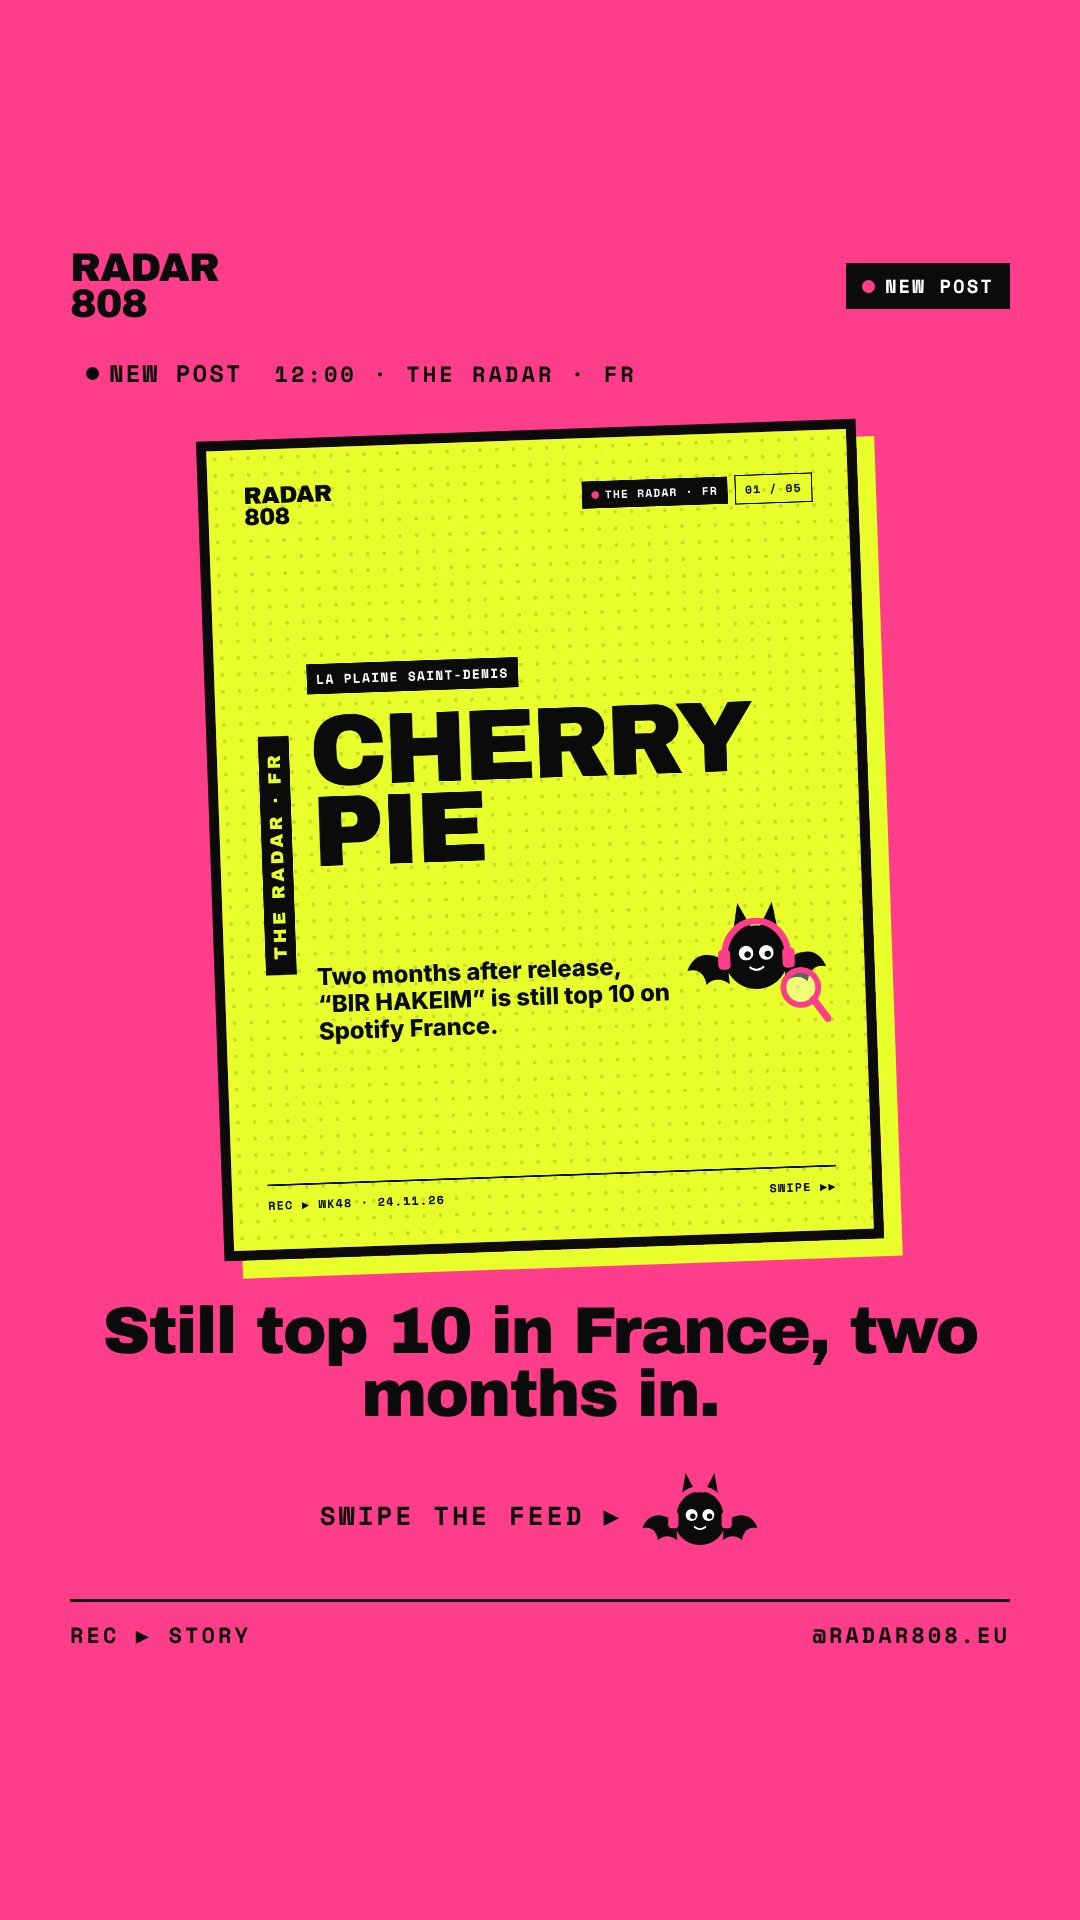 RADAR
808
NEW POST
NEW POST 12:00 · THE RADAR · FR
RADAR
808
THE RADAR · FR
01 / 05
LA PLAINE SAINT-DENIS
CHERRY
PIE
THE RADAR · FR
Two months after release,
“BIR HAKEIM” is still top 10 on
Spotify France.
REC ▶ WK48 · 24.11.26
SWIPE ▶▶
Still top 10 in France, two
months in.
SWIPE THE FEED ▶
REC ▶ STORY
@RADAR808.EU